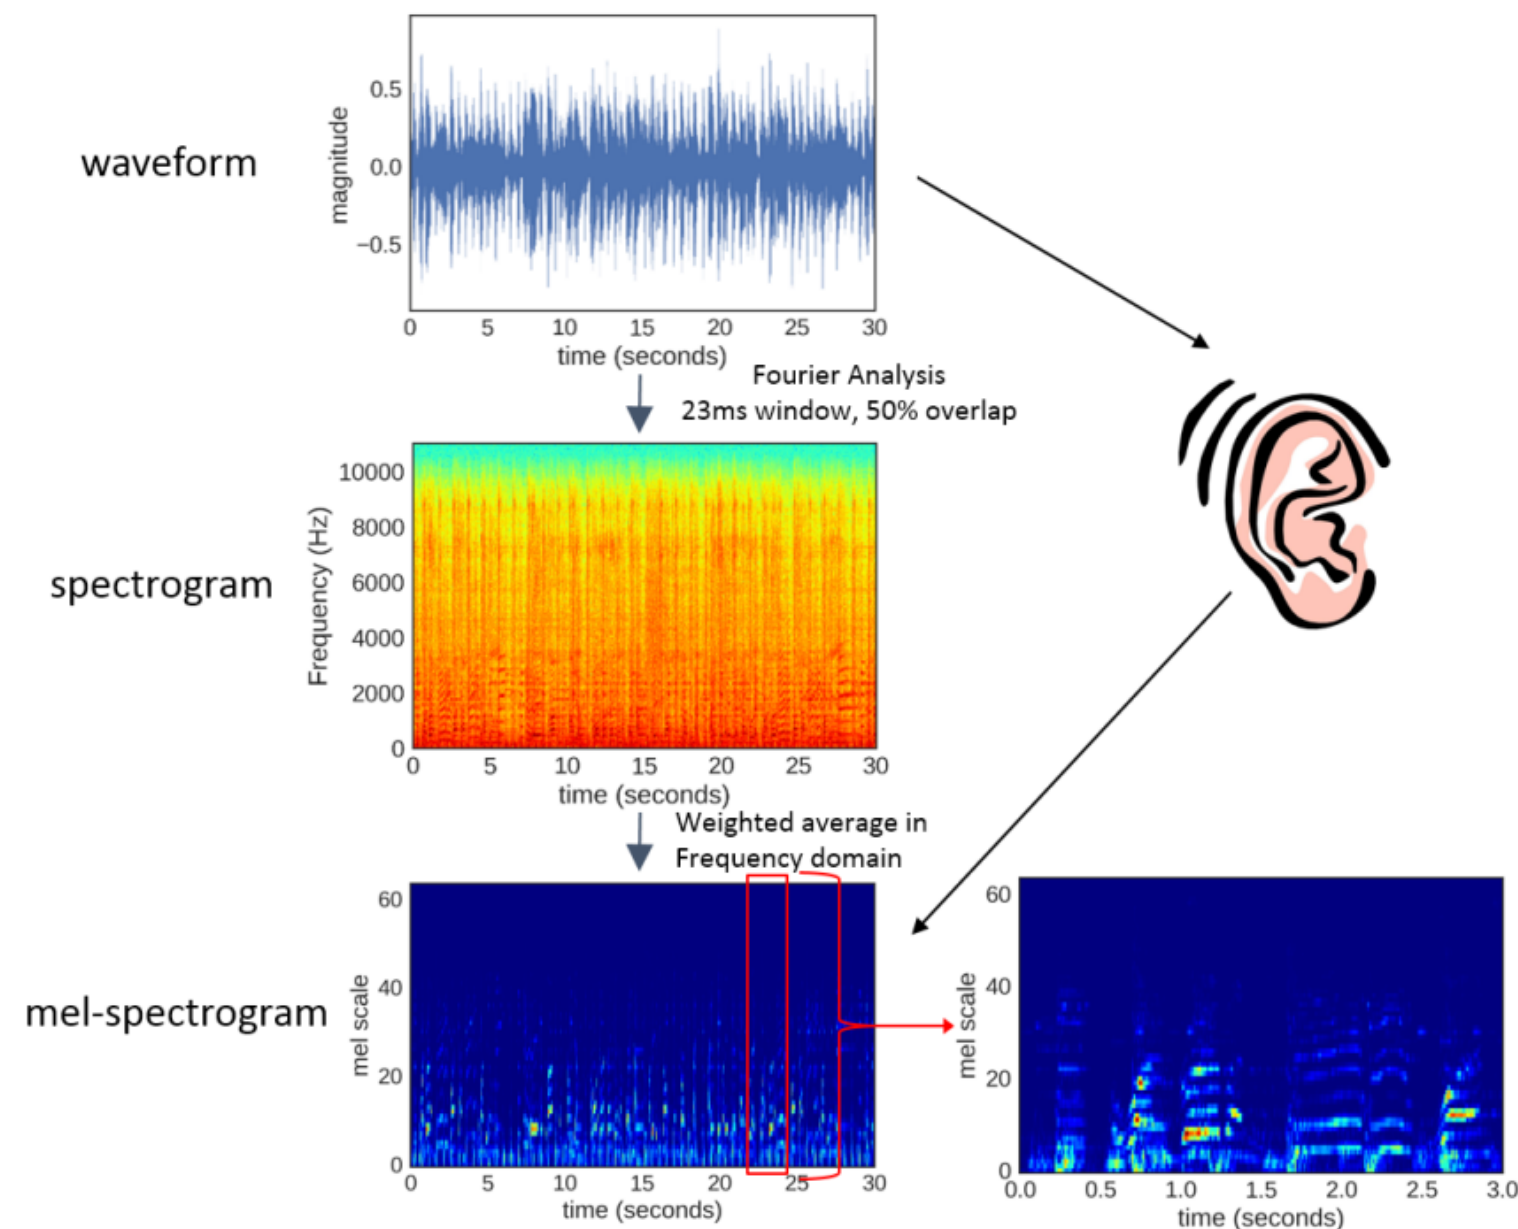 waveform
magnitude
0.5
0.0
−0.5
0 5 10 15 20 25 30
time (seconds)
Fourier Analysis
23ms window, 50% overlap
spectrogram
Frequency (Hz)
10000
8000
6000
4000
2000
0
0 5 10 15 20 25 30
time (seconds)
Weighted average in
Frequency domain
mel-spectrogram
mel scale
60
40
20
0
0 5 10 15 20 25 30
time (seconds)
mel scale
60
40
20
0
0.0 0.5 1.0 1.5 2.0 2.5 3.0
time (seconds)